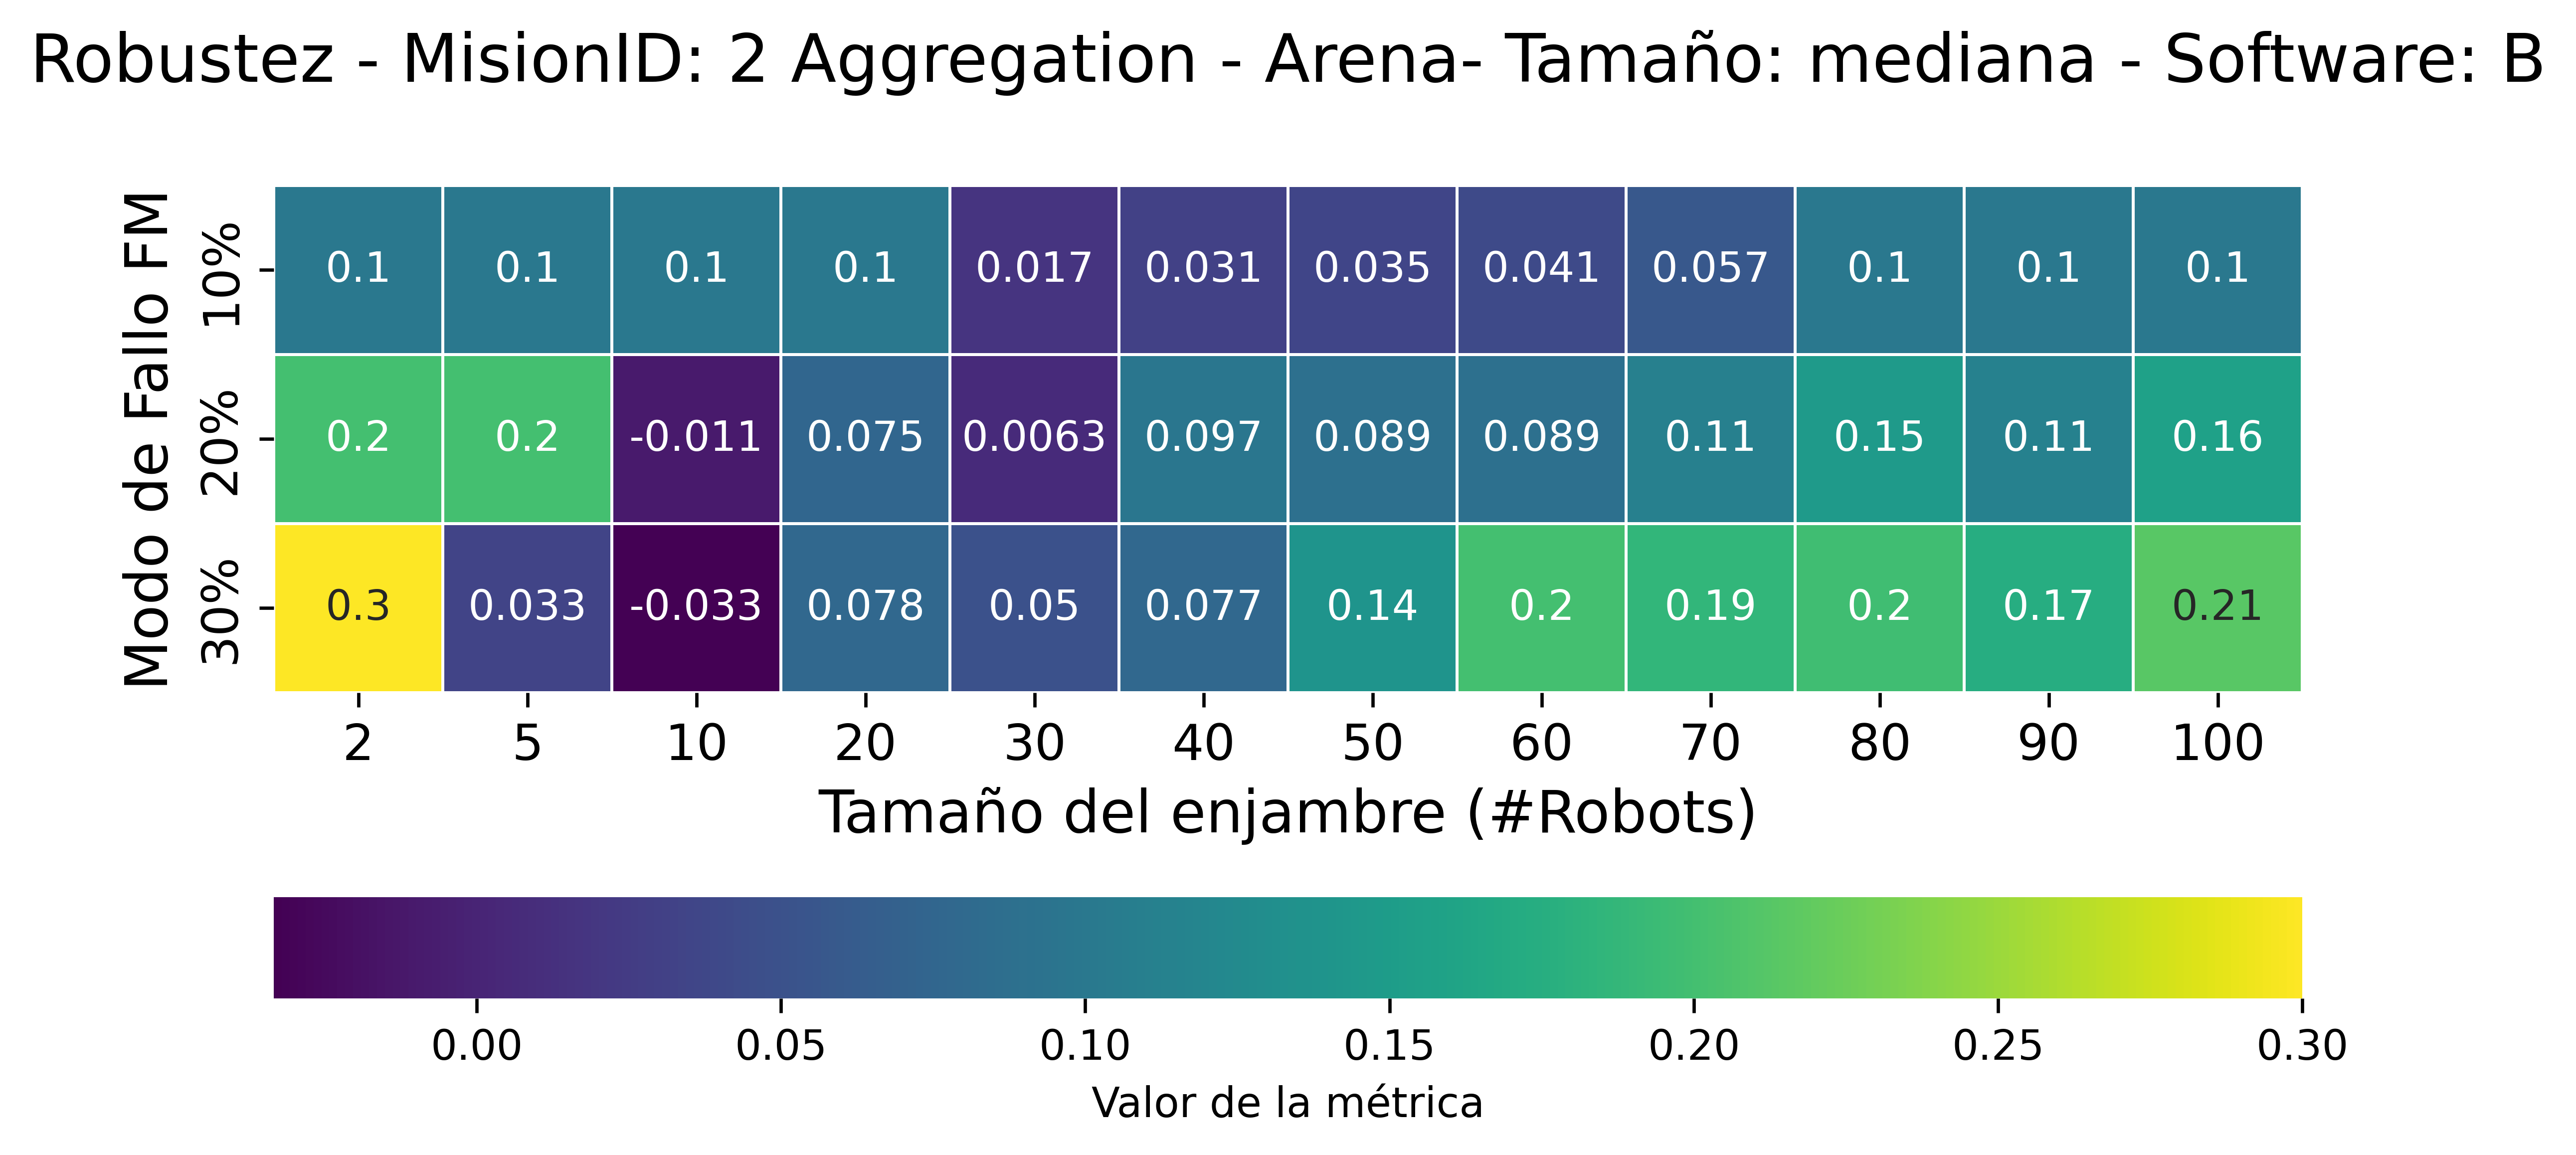 Robustez - MisionID: 2 Aggregation - Arena- Tamaño: mediana - Software: B
Modo de Fallo FM
10%
0.1 0.1 0.1 0.1 0.017 0.031 0.035 0.041 0.057 0.1 0.1 0.1
20%
0.2 0.2 -0.011 0.075 0.0063 0.097 0.089 0.089 0.11 0.15 0.11 0.16
30%
0.3 0.033 -0.033 0.078 0.05 0.077 0.14 0.2 0.19 0.2 0.17 0.21
2 5 10 20 30 40 50 60 70 80 90 100
Tamaño del enjambre (#Robots)
0.00 0.05 0.10 0.15 0.20 0.25 0.30
Valor de la métrica